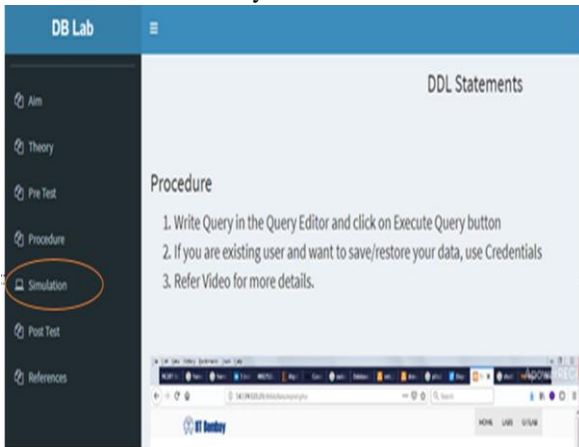 DB Lab
DDL Statements
Aim
Theory
Pre Test
Procedure
Simulation
Post Test
References
Procedure
1. Write Query in the Query Editor and click on Execute Query button
2. If you are existing user and want to save/restore your data, use Credentials
3. Refer Video for more details.
IIT Bombay
HOME LABS